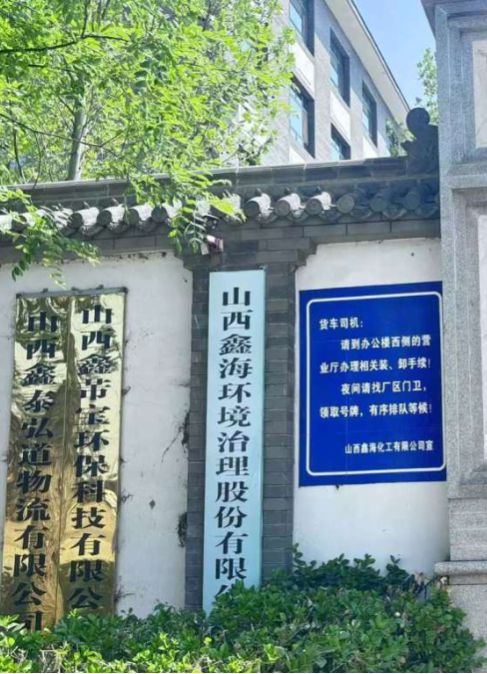 山西鑫泰弘道物流有限公司
山西鑫芾宝环保科技有限公
山西鑫海环境治理股份有限
货车司机：
请到办公楼西侧的营
业厅办理相关装、卸手续！
夜间请找厂区门卫，
领取号牌，有序排队等候！
山西鑫海化工有限公司宣